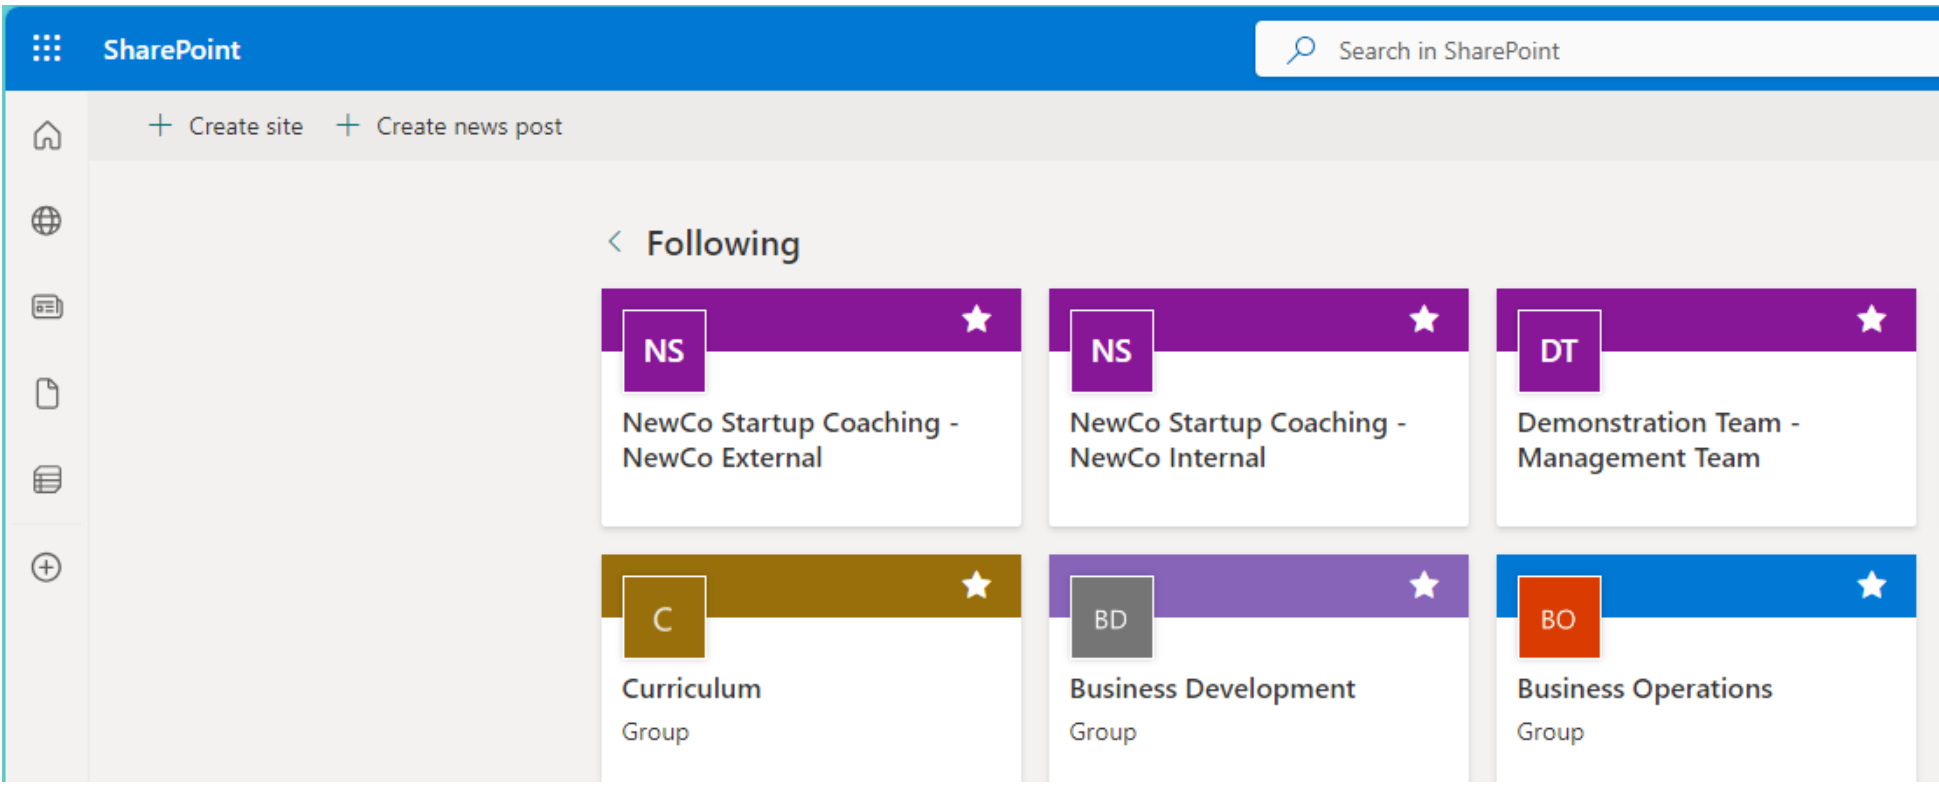 SharePoint
Search in SharePoint
+ Create site + Create news post
Following
NS
NewCo Startup Coaching -
NewCo External
NS
NewCo Startup Coaching -
NewCo Internal
DT
Demonstration Team -
Management Team
C
Curriculum
Group
BD
Business Development
Group
BO
Business Operations
Group